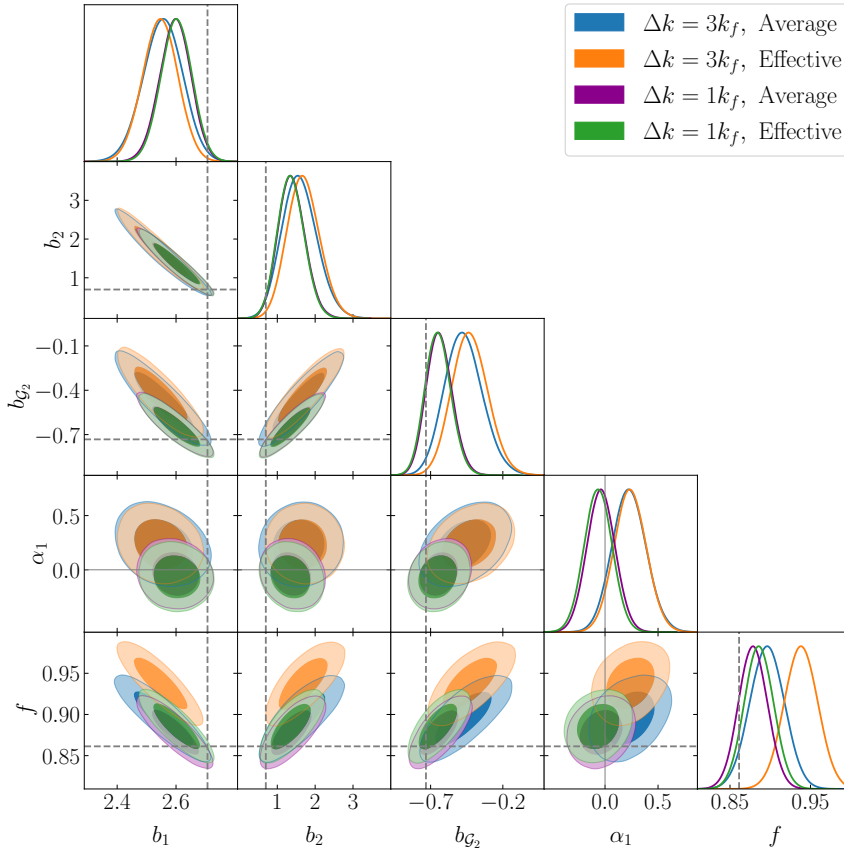 Δk = 3k_f, Average
Δk = 3k_f, Effective
Δk = 1k_f, Average
Δk = 1k_f, Effective
3
2
1
b_2
−0.1
−0.4
−0.7
b_{𝒢_2}
0.5
0.0
α_1
0.95
0.90
0.85
f
2.4 2.6 1 2 3 −0.7 −0.2 0.0 0.5 0.85 0.95
b_1 b_2 b_{𝒢_2} α_1 f